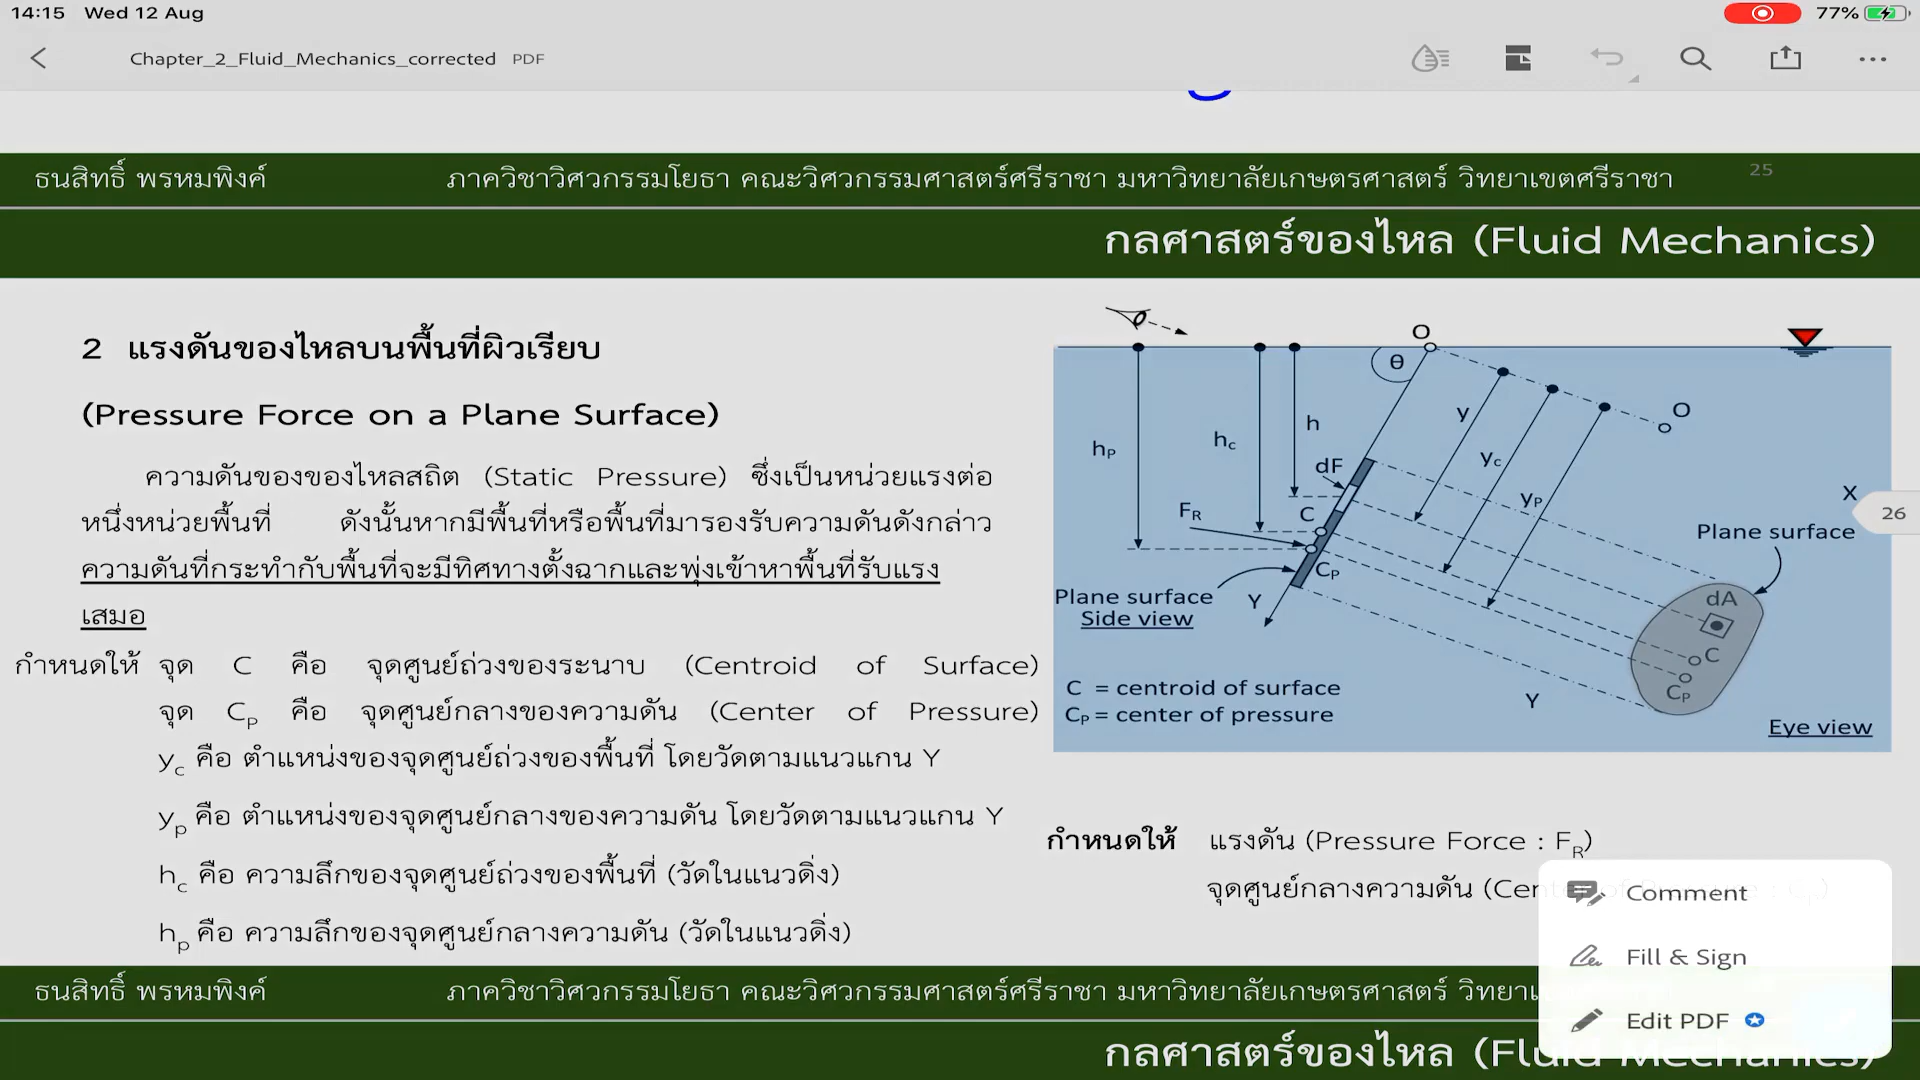 14:15 Wed 12 Aug
77%
Chapter_2_Fluid_Mechanics_corrected PDF
ธนสิทธิ์ พรหมพิงค์ ภาควิชาวิศวกรรมโยธา คณะวิศวกรรมศาสตร์ศรีราชา มหาวิทยาลัยเกษตรศาสตร์ วิทยาเขตศรีราชา 25
กลศาสตร์ของไหล (Fluid Mechanics)
2 แรงดันของไหลบนพื้นที่ผิวเรียบ
(Pressure Force on a Plane Surface)
ความดันของของไหลสถิต (Static Pressure) ซึ่งเป็นหน่วยแรงต่อ
หนึ่งหน่วยพื้นที่ ดังนั้นหากมีพื้นที่หรือพื้นที่มารองรับความดันดังกล่าว
ความดันที่กระทำกับพื้นที่จะมีทิศทางตั้งฉากและพุ่งเข้าหาพื้นที่รับแรง
เสมอ
กำหนดให้ จุด C คือ จุดศูนย์ถ่วงของระนาบ (Centroid of Surface)
จุด Cp คือ จุดศูนย์กลางของความดัน (Center of Pressure)
yc คือ ตำแหน่งของจุดศูนย์ถ่วงของพื้นที่ โดยวัดตามแนวแกน Y
yp คือ ตำแหน่งของจุดศูนย์กลางของความดัน โดยวัดตามแนวแกน Y
hc คือ ความลึกของจุดศูนย์ถ่วงของพื้นที่ (วัดในแนวดิ่ง)
hp คือ ความลึกของจุดศูนย์กลางความดัน (วัดในแนวดิ่ง)
O
θ
O
y
h
hc
hP
yc
dF
yP
X
FR
C
Plane surface
CP
Plane surface
Side view
Y
dA
C
CP
Y
C = centroid of surface
CP = center of pressure
Eye view
26
กำหนดให้ แรงดัน (Pressure Force : FR)
จุดศูนย์กลางความดัน (Center of Pressure : CP)
Comment
Fill & Sign
Edit PDF
ธนสิทธิ์ พรหมพิงค์ ภาควิชาวิศวกรรมโยธา คณะวิศวกรรมศาสตร์ศรีราชา มหาวิทยาลัยเกษตรศาสตร์ วิทยาเ
กลศาสตร์ของไหล (Fluid Mechanics)